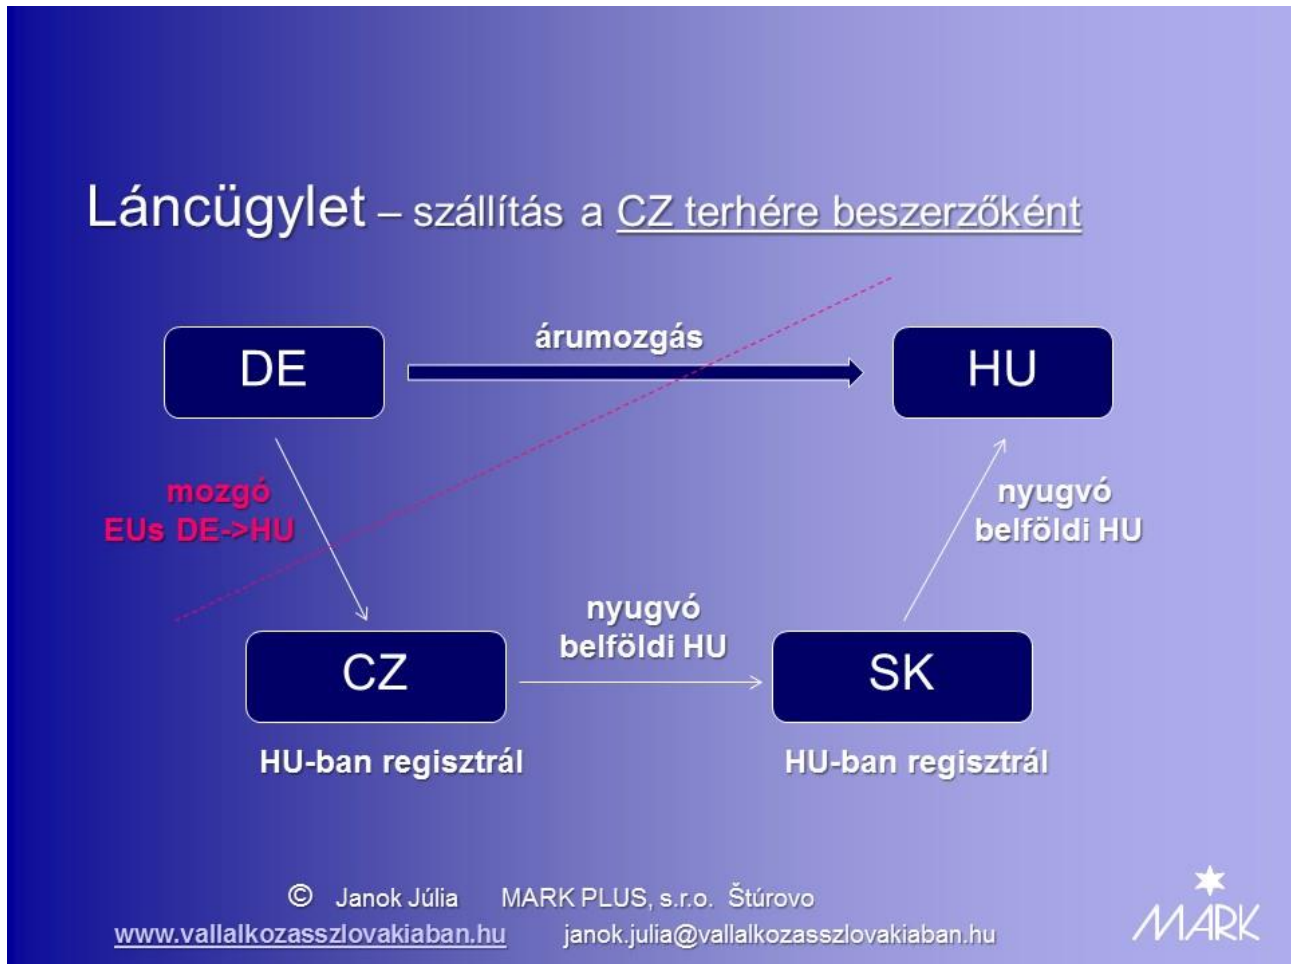 Láncügylet – szállítás a CZ terhére beszerzőként
árumozgás
DE
HU
mozgó
EUs DE->HU
nyugvó
belföldi HU
nyugvó
belföldi HU
CZ
SK
HU-ban regisztrál
HU-ban regisztrál
© Janok Júlia MARK PLUS, s.r.o. Štúrovo
www.vallalkozasszlovakiaban.hu janok.julia@vallalkozasszlovakiaban.hu
MARK